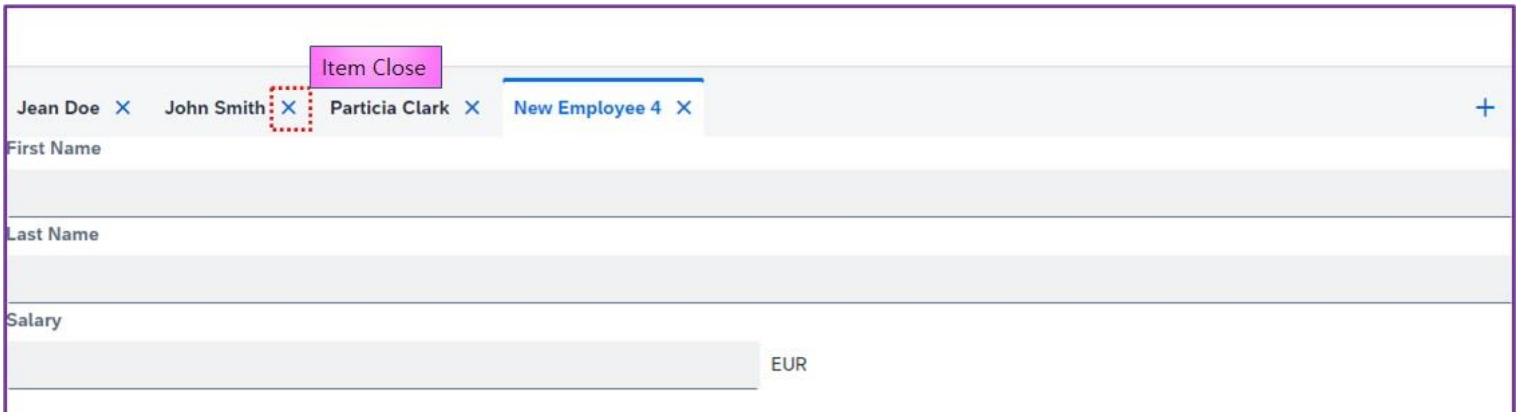 Item Close
Jean Doe John Smith Particia Clark New Employee 4
First Name
Last Name
Salary
EUR